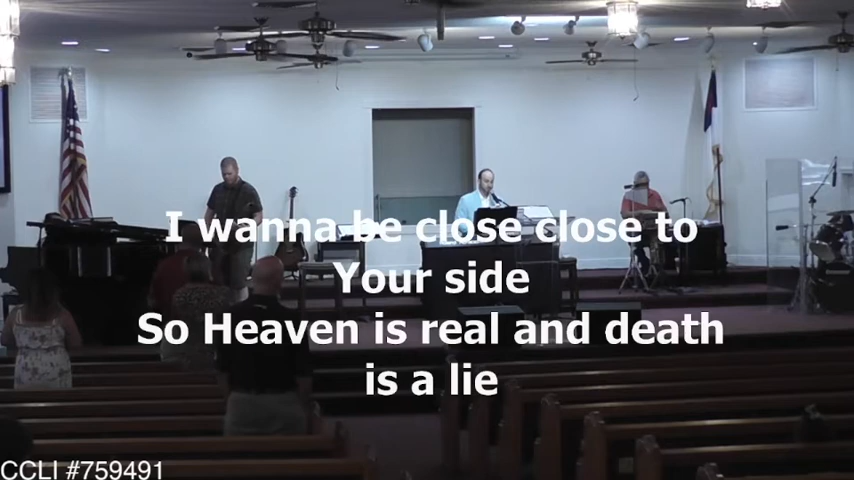 I wanna be close close to
Your side
So Heaven is real and death
is a lie
CCLI #759491